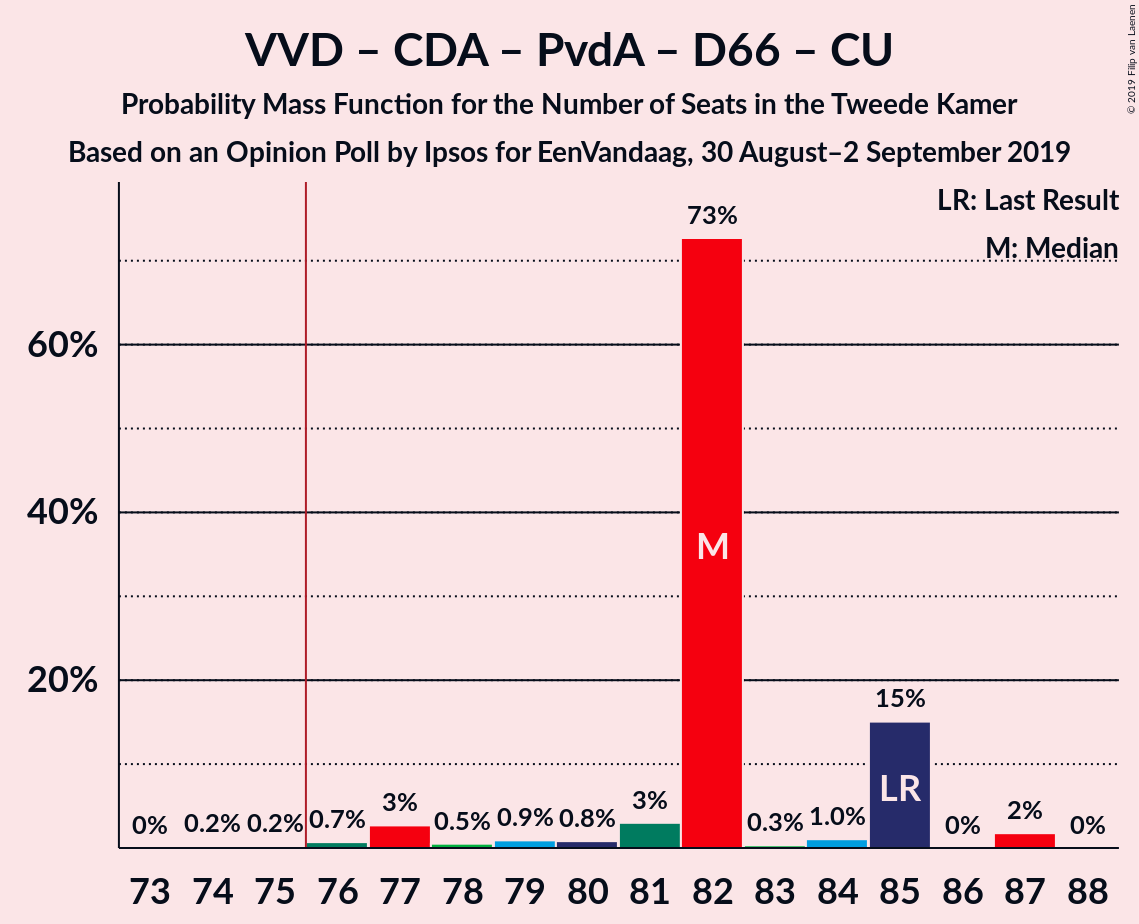 VVD – CDA – PvdA – D66 – CU
Probability Mass Function for the Number of Seats in the Tweede Kamer
Based on an Opinion Poll by Ipsos for EenVandaag, 30 August–2 September 2019
© 2019 Filip van Laenen
LR: Last Result
M: Median
73%
60%
M
40%
20%
15%
LR
0%
0.2%
0.2%
0.7%
3%
0.5%
0.9%
0.8%
3%
0.3%
1.0%
0%
2%
0%
73 74 75 76 77 78 79 80 81 82 83 84 85 86 87 88